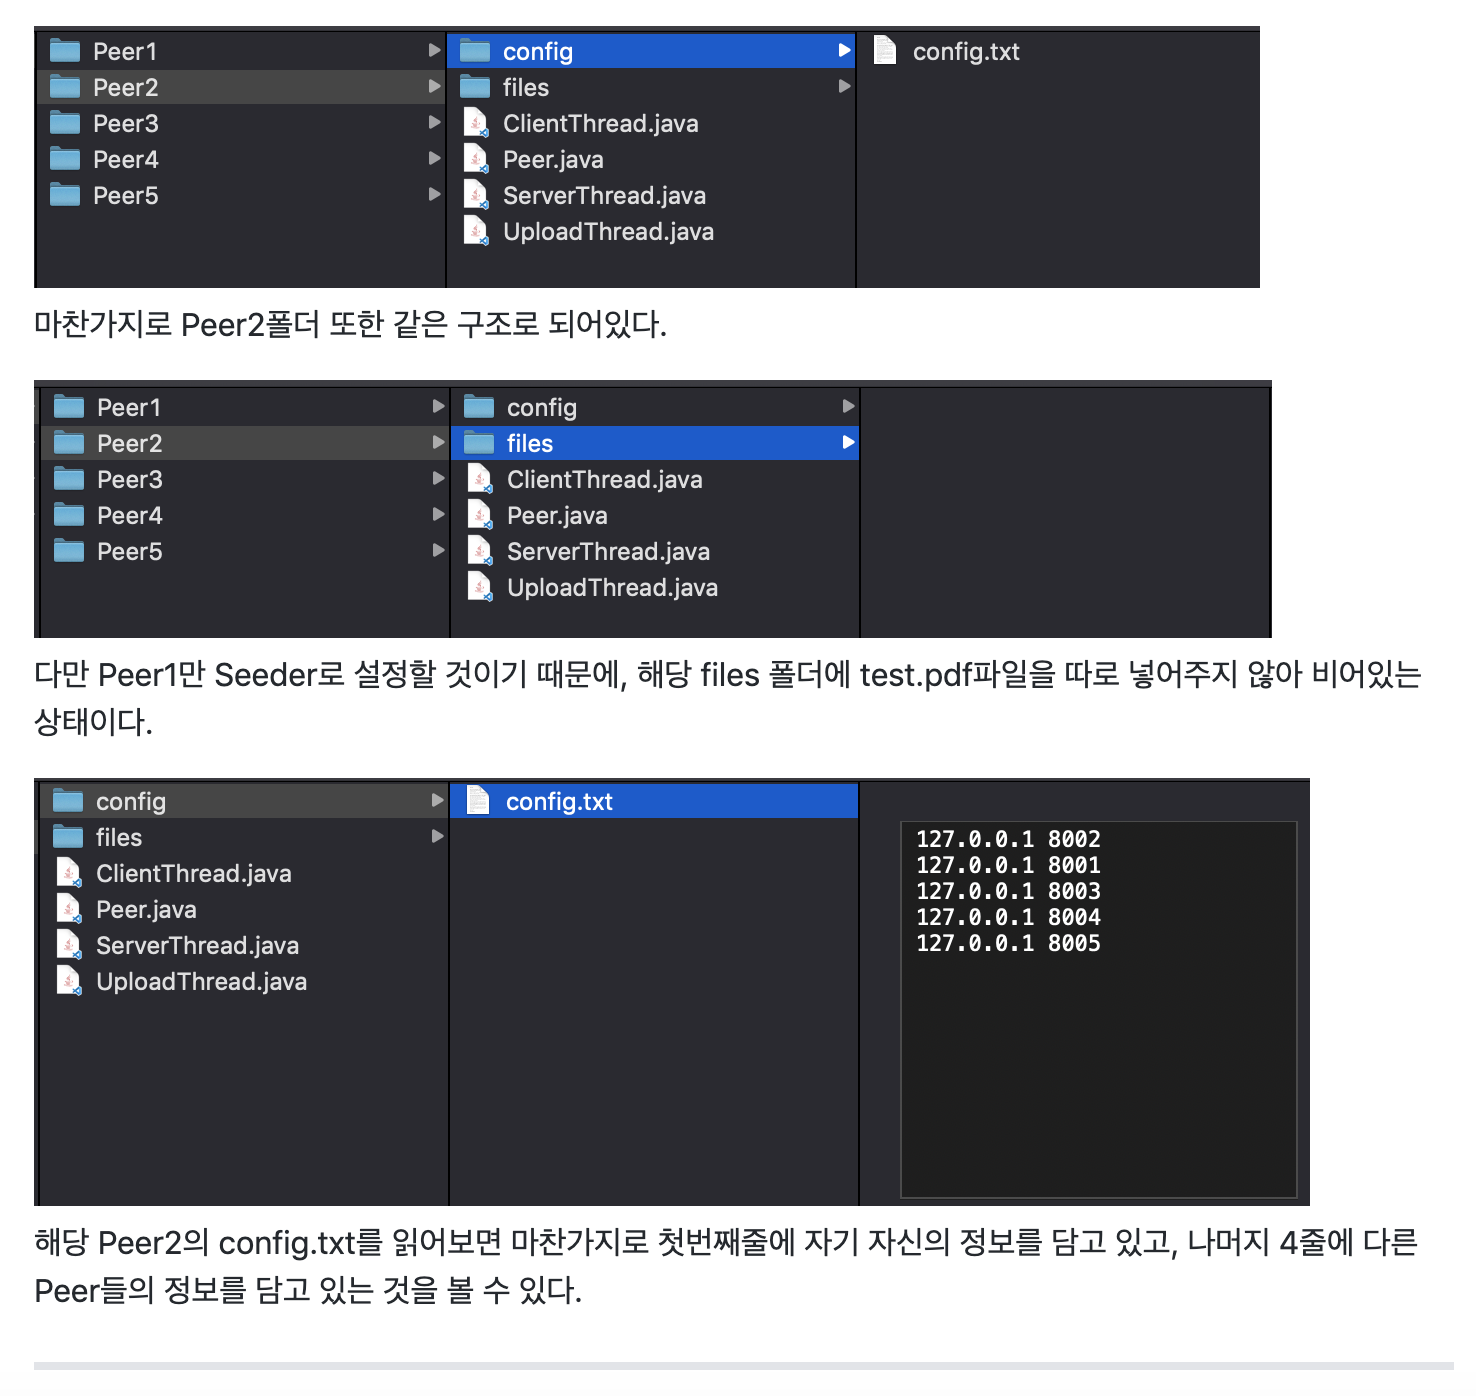 Peer1
Peer2
Peer3
Peer4
Peer5
config
files
ClientThread.java
Peer.java
ServerThread.java
UploadThread.java
config.txt
마찬가지로 Peer2폴더 또한 같은 구조로 되어있다.
Peer1
Peer2
Peer3
Peer4
Peer5
config
files
ClientThread.java
Peer.java
ServerThread.java
UploadThread.java
다만 Peer1만 Seeder로 설정할 것이기 때문에, 해당 files 폴더에 test.pdf파일을 따로 넣어주지 않아 비어있는
상태이다.
config
files
ClientThread.java
Peer.java
ServerThread.java
UploadThread.java
config.txt
127.0.0.1 8002
127.0.0.1 8001
127.0.0.1 8003
127.0.0.1 8004
127.0.0.1 8005
해당 Peer2의 config.txt를 읽어보면 마찬가지로 첫번째줄에 자기 자신의 정보를 담고 있고, 나머지 4줄에 다른
Peer들의 정보를 담고 있는 것을 볼 수 있다.